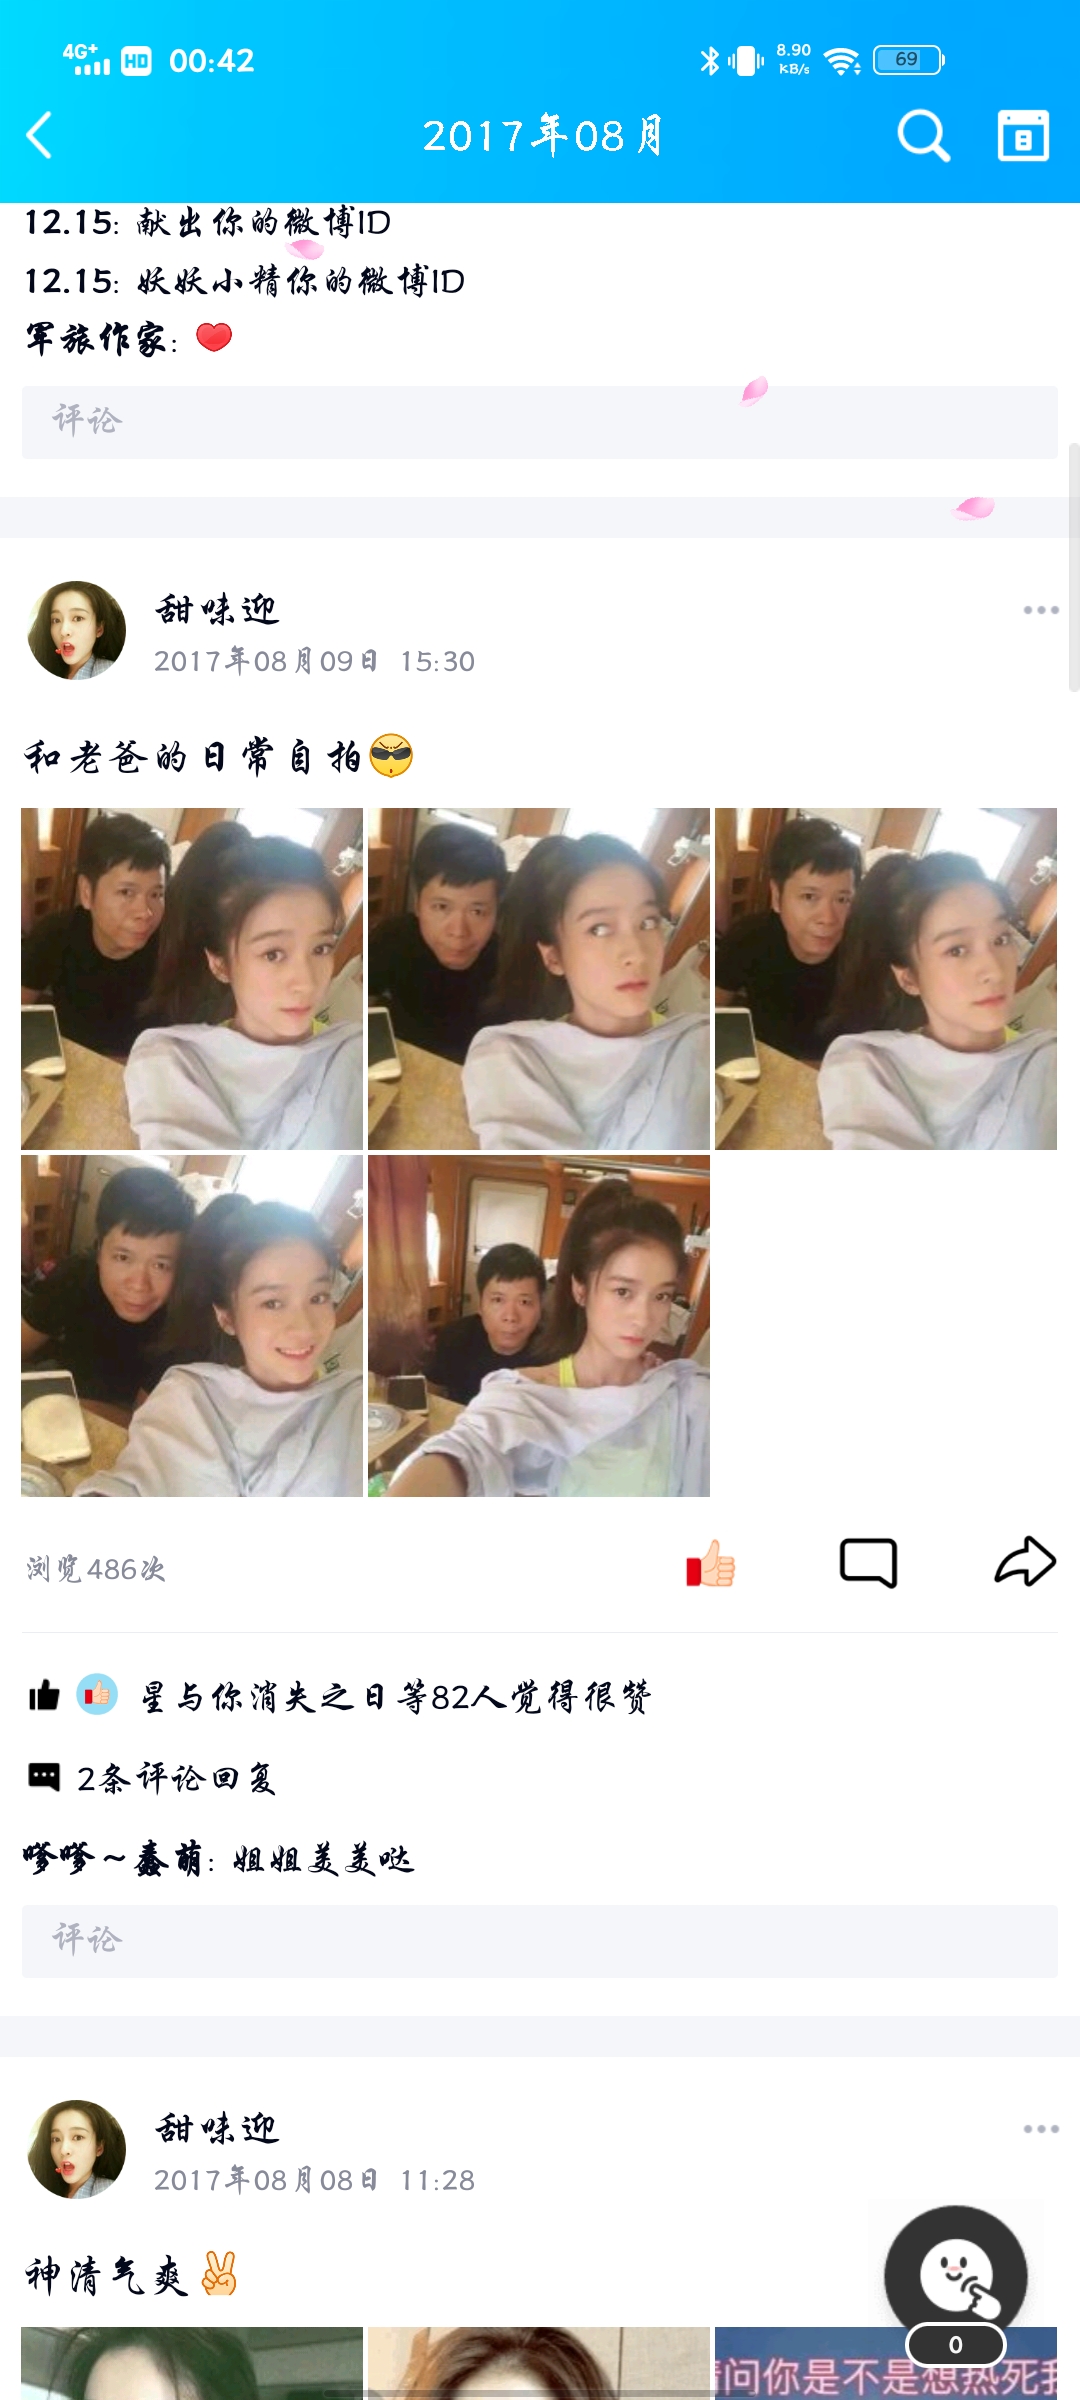 4G+ HD 00:42 8.90 KB/s 69
2017年08月
12.15: 献出你的微博ID
12.15: 妖妖小精你的微博ID
军旅作家:
评论
甜味迎
2017年08月09日 15:30
和老爸的日常自拍
浏览486次
星与你消失之日等82人觉得很赞
2条评论回复
嗲嗲～蠢萌: 姐姐美美哒
评论
甜味迎
2017年08月08日 11:28
神清气爽
0
问你是不是想热死我